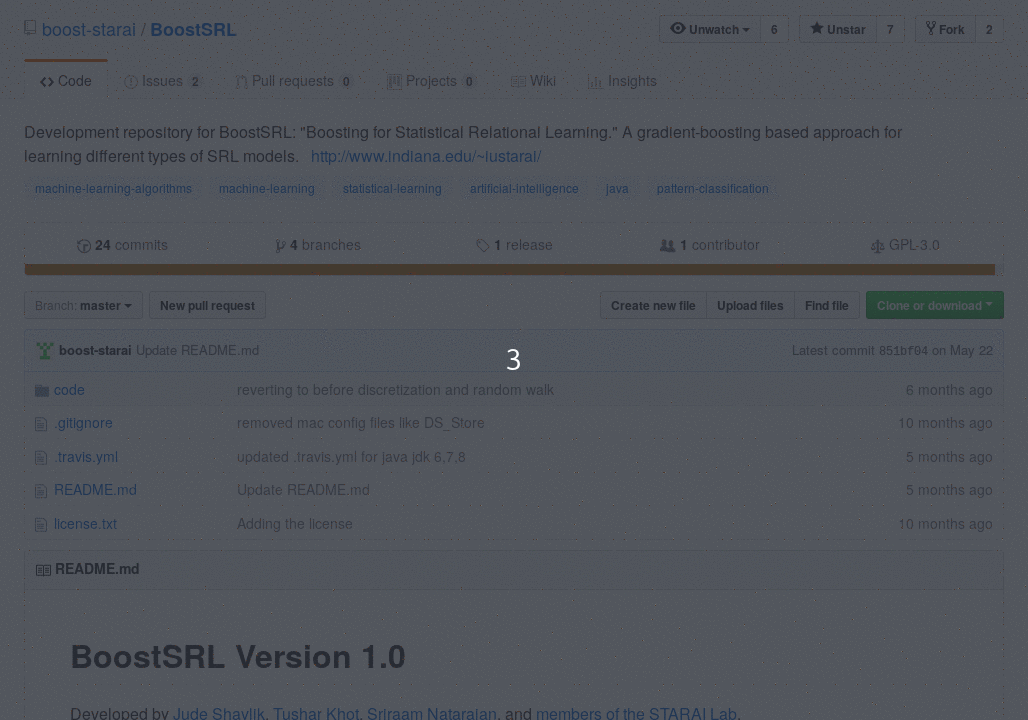 boost-starai / BoostSRL Unwatch 6 Unstar 7 Fork 2
Code Issues 2 Pull requests 0 Projects 0 Wiki Insights
Development repository for BoostSRL: "Boosting for Statistical Relational Learning." A gradient-boosting based approach for
learning different types of SRL models. http://www.indiana.edu/~iustarai/
machine-learning-algorithms machine-learning statistical-learning artificial-intelligence java pattern-classification
24 commits 4 branches 1 release 1 contributor GPL-3.0
Branch: master New pull request Create new file Upload files Find file Clone or download
boost-starai Update README.md Latest commit 851bf04 on May 22
3
code reverting to before discretization and random walk 6 months ago
.gitignore removed mac config files like DS_Store 10 months ago
.travis.yml updated .travis.yml for java jdk 6,7,8 5 months ago
README.md Update README.md 5 months ago
license.txt Adding the license 10 months ago
README.md
BoostSRL Version 1.0
Developed by Jude Shavlik, Tushar Khot, Sriraam Natarajan, and members of the STARAI Lab.